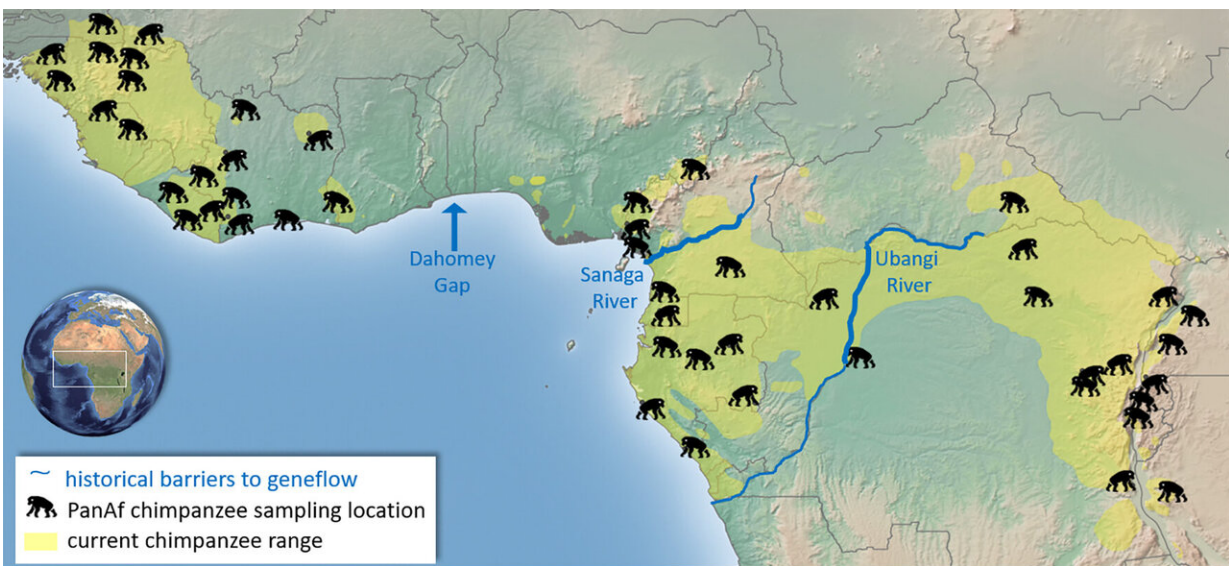 Dahomey
Gap
Sanaga
River
Ubangi
River
~ historical barriers to geneflow
PanAf chimpanzee sampling location
current chimpanzee range